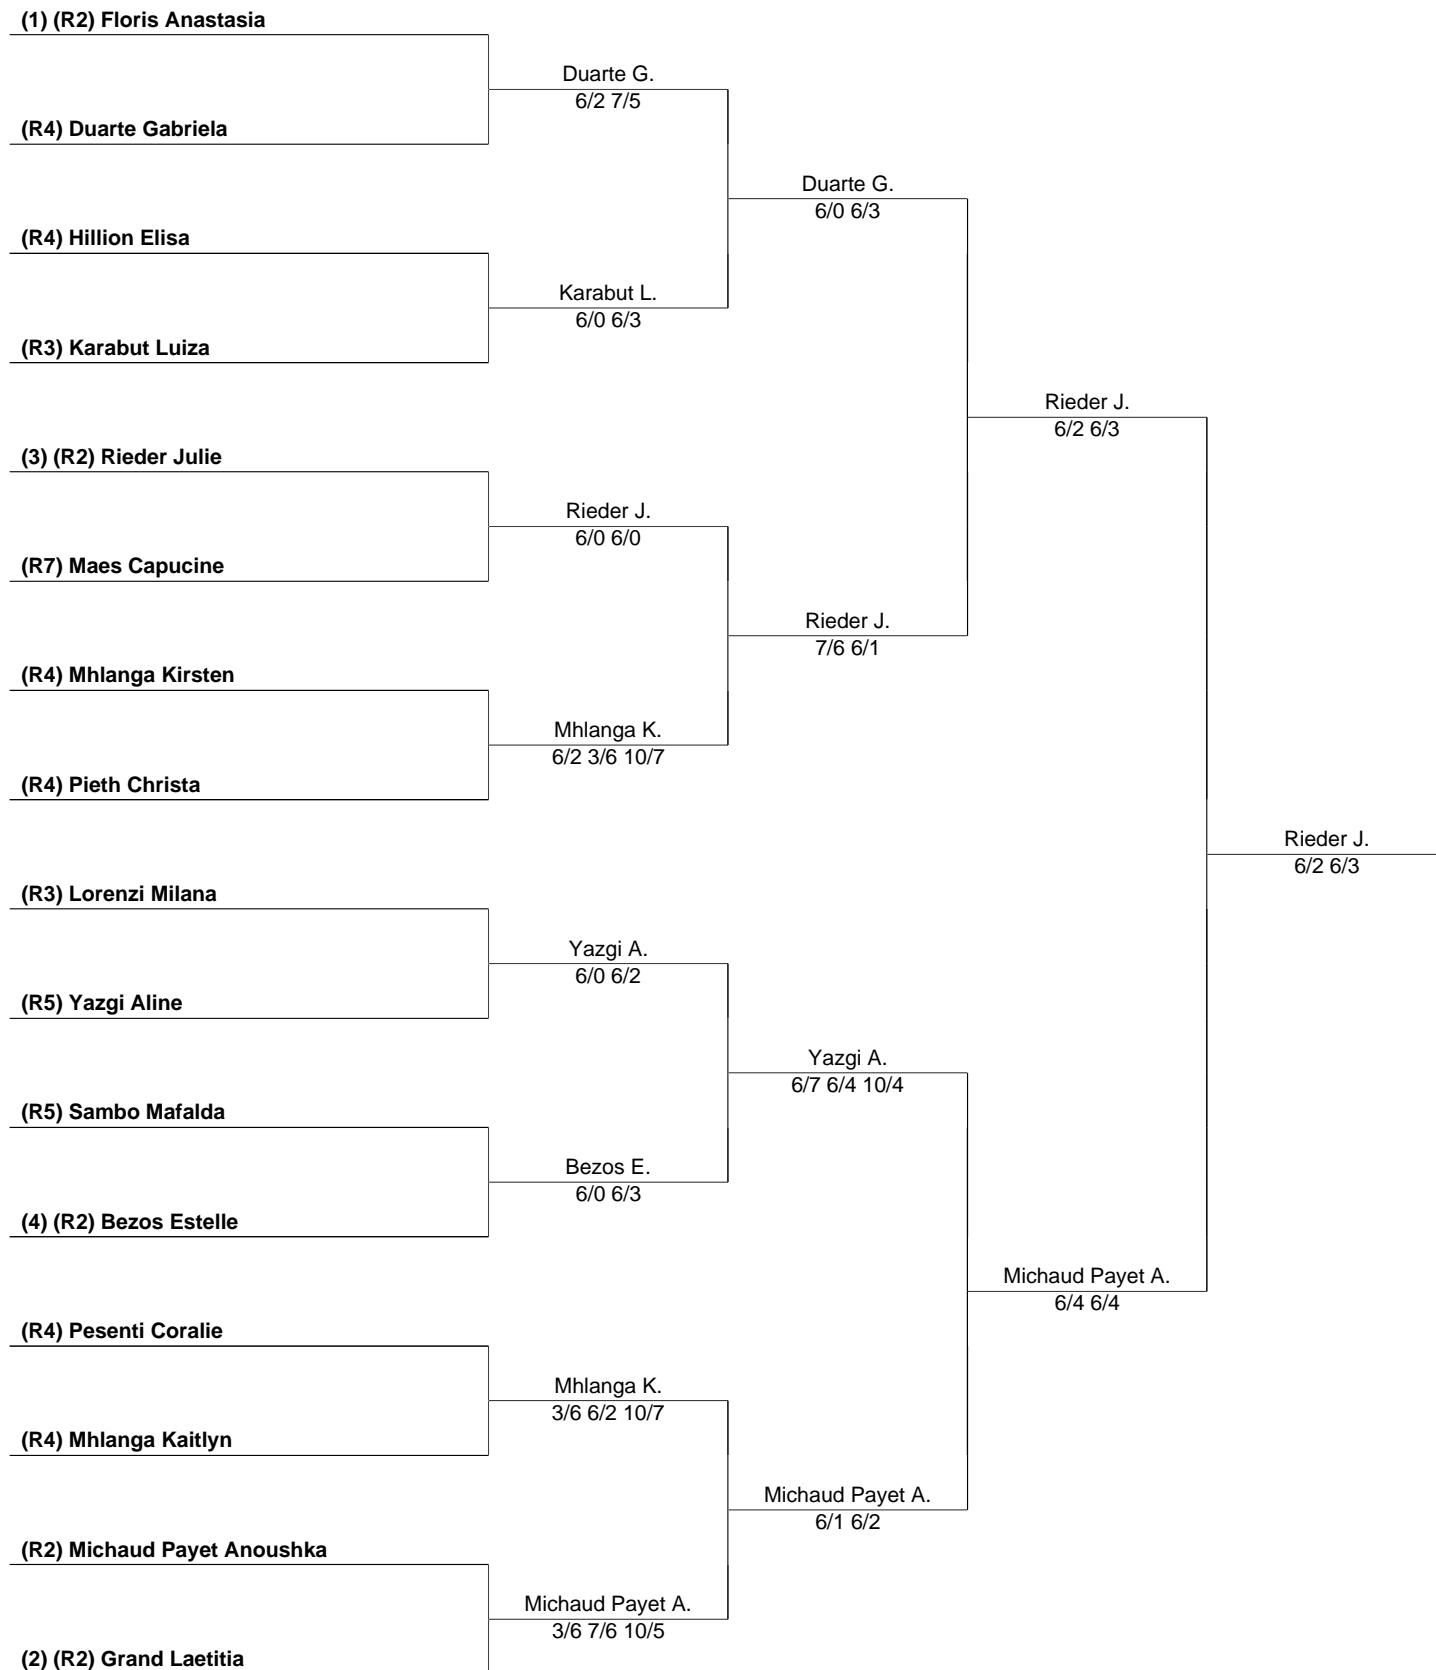 (1) (R2) Floris Anastasia
Duarte G.
6/2 7/5
(R4) Duarte Gabriela
Duarte G.
6/0 6/3
(R4) Hillion Elisa
Karabut L.
6/0 6/3
(R3) Karabut Luiza
Rieder J.
6/2 6/3
(3) (R2) Rieder Julie
Rieder J.
6/0 6/0
(R7) Maes Capucine
Rieder J.
7/6 6/1
(R4) Mhlanga Kirsten
Mhlanga K.
6/2 3/6 10/7
(R4) Pieth Christa
Rieder J.
6/2 6/3
(R3) Lorenzi Milana
Yazgi A.
6/0 6/2
(R5) Yazgi Aline
Yazgi A.
6/7 6/4 10/4
(R5) Sambo Mafalda
Bezos E.
6/0 6/3
(4) (R2) Bezos Estelle
Michaud Payet A.
6/4 6/4
(R4) Pesenti Coralie
Mhlanga K.
3/6 6/2 10/7
(R4) Mhlanga Kaitlyn
Michaud Payet A.
6/1 6/2
(R2) Michaud Payet Anoushka
Michaud Payet A.
3/6 7/6 10/5
(2) (R2) Grand Laetitia